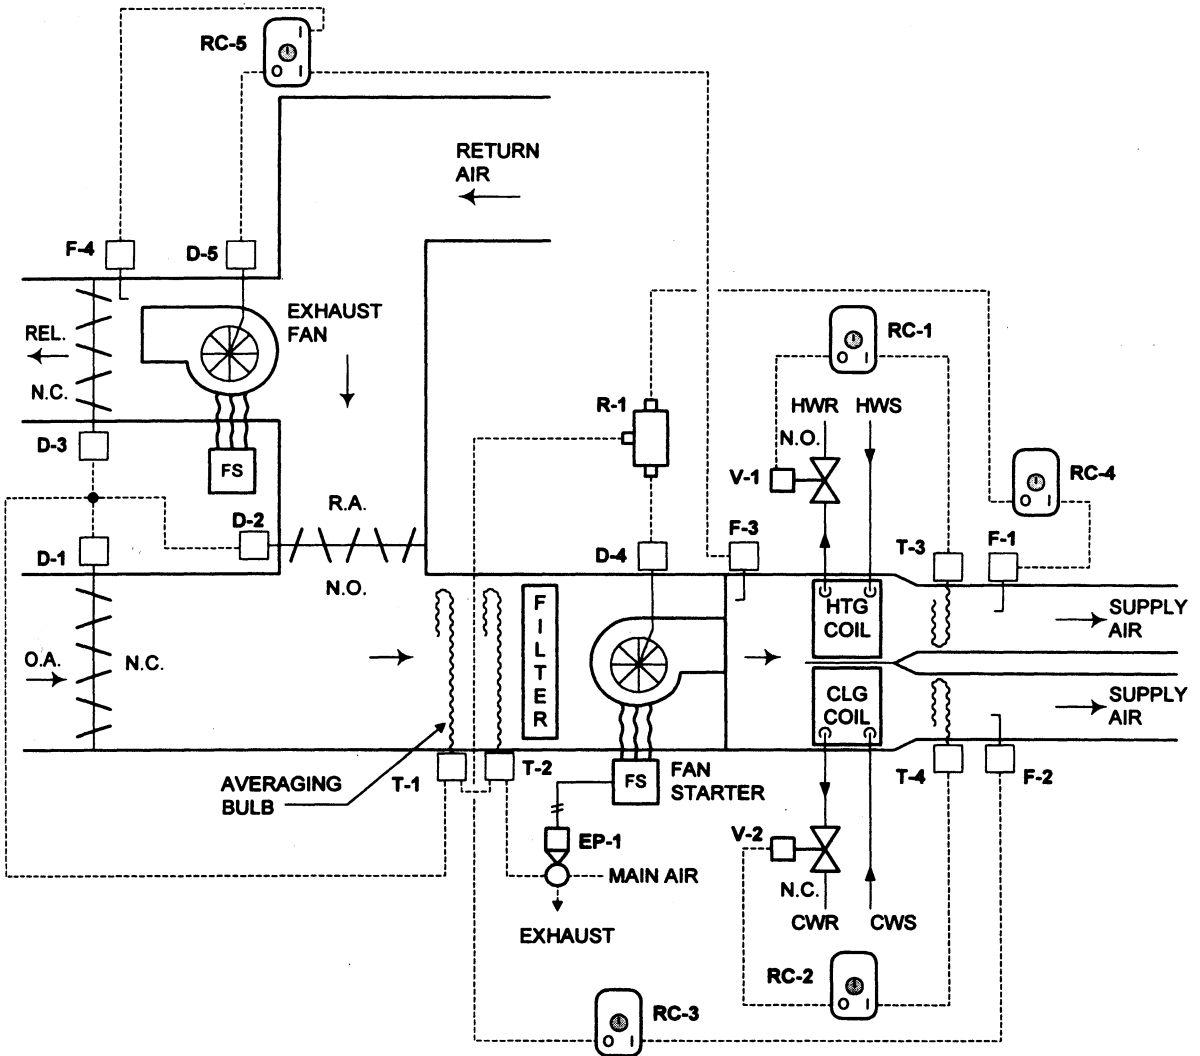 RC-5
I
O I
RETURN
AIR
F-4
D-5
EXHAUST
FAN
REL.
N.C.
D-3
FS
R-1
RC-1
O I
HWR HWS
N.O.
V-1
RC-4
O I
D-2
R.A.
N.O.
D-1
D-4
F-3
T-3
F-1
O.A.
N.C.
FILTER
HTG
COIL
SUPPLY
AIR
CLG
COIL
SUPPLY
AIR
AVERAGING
BULB
T-1
T-2
FS
FAN
STARTER
T-4
F-2
EP-1
MAIN AIR
EXHAUST
V-2
N.C.
CWR CWS
RC-2
O I
RC-3
O I